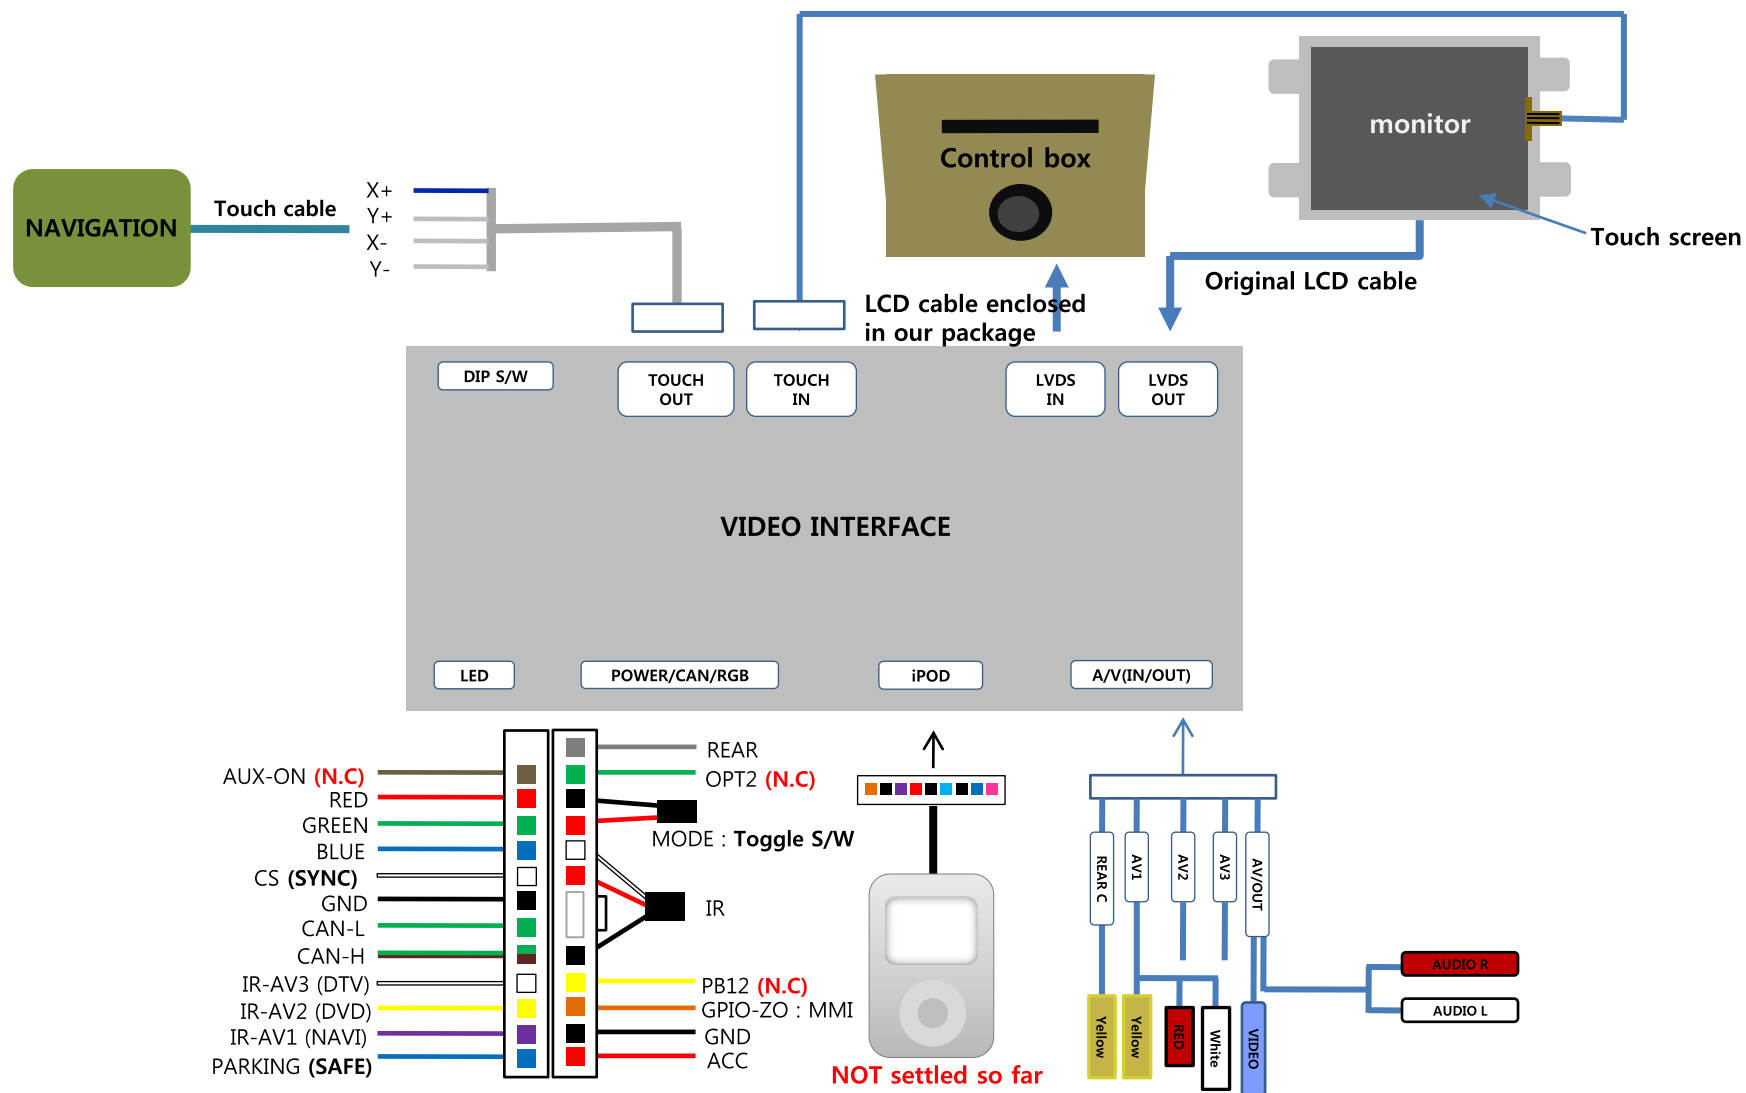 monitor
Control box
NAVIGATION
Touch cable
X+
Y+
X-
Y-
Touch screen
Original LCD cable
LCD cable enclosed
in our package
DIP S/W
TOUCH
OUT
TOUCH
IN
LVDS
IN
LVDS
OUT
VIDEO INTERFACE
LED
POWER/CAN/RGB
iPOD
A/V(IN/OUT)
AUX-ON (N.C)
RED
GREEN
BLUE
CS (SYNC)
GND
CAN-L
CAN-H
IR-AV3 (DTV)
IR-AV2 (DVD)
IR-AV1 (NAVI)
PARKING (SAFE)
REAR
OPT2 (N.C)
MODE : Toggle S/W
IR
PB12 (N.C)
GPIO-ZO : MMI
GND
ACC
NOT settled so far
REAR C
AV1
AV2
AV3
AV/OUT
Yellow
Yellow
RED
White
VIDEO
AUDIO R
AUDIO L